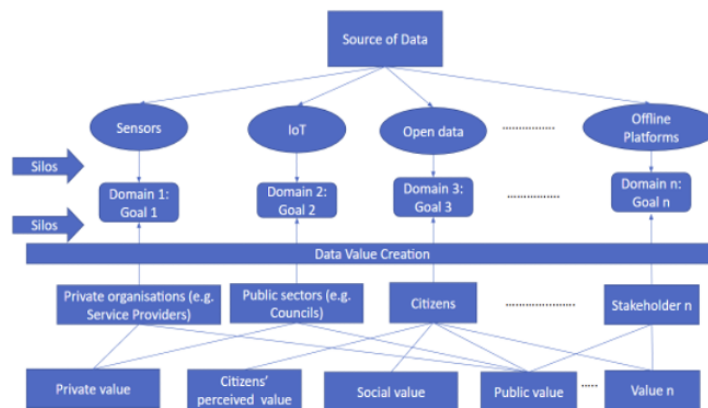 Source of Data
Sensors
IoT
Open data
Offline
Platforms
Silos
Domain 1:
Goal 1
Domain 2:
Goal 2
Domain 3:
Goal 3
Domain n:
Goal n
Silos
Data Value Creation
Private organisations (e.g.
Service Providers)
Public sectors (e.g.
Councils)
Citizens
Stakeholder n
Private value
Citizens'
perceived value
Social value
Public value
Value n